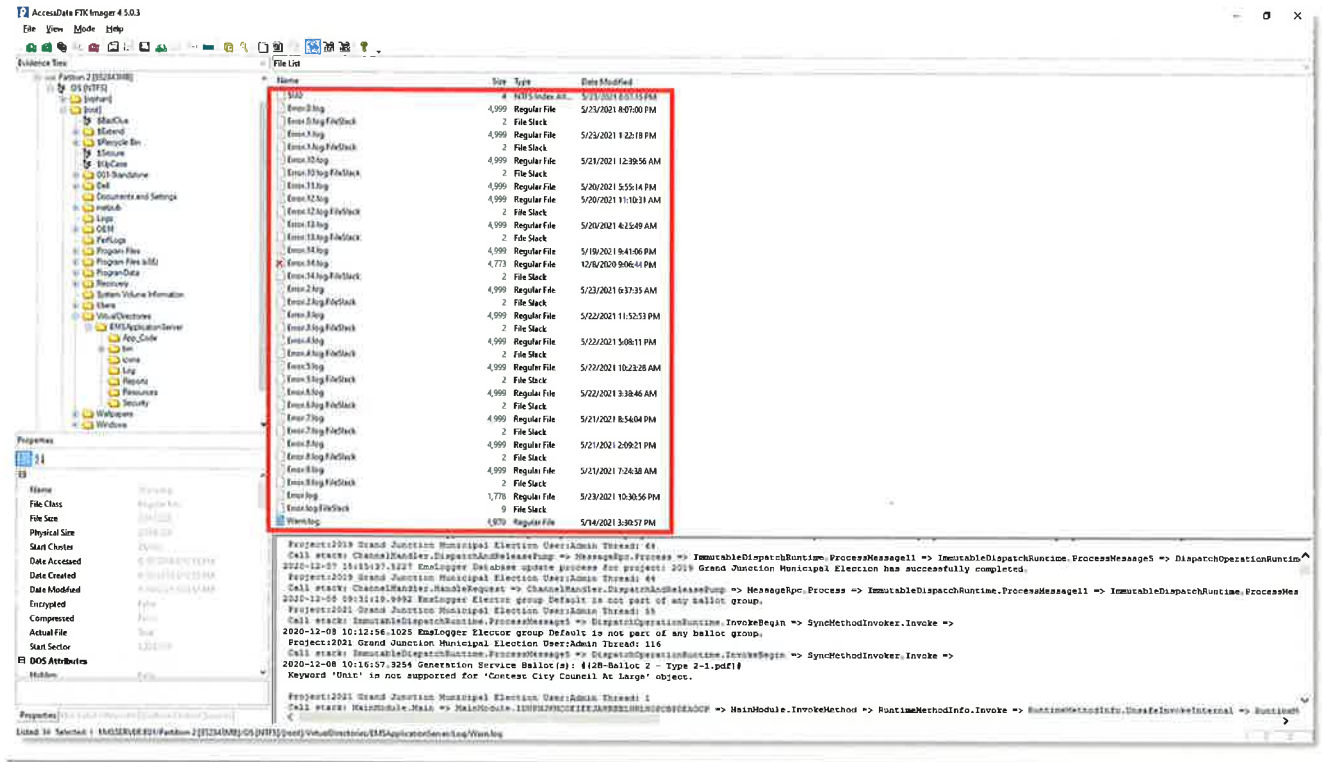 AccessData FTK Imager 4.5.0.3
File View Mode Help
Evidence Tree
Partition 2 [952843MB]
OS [NTFS]
[orphan]
[root]
$BadClus
$Extend
$Recycle Bin
$Secure
$UpCase
001-Standalone
Dell
Documents and Settings
inetpub
Logs
OEM
PerfLogs
Program Files
Program Files (x86)
ProgramData
Recovery
System Volume Information
Users
VirtualDirectories
EMSApplicationServer
App_Code
bin
icons
Log
Reports
Resources
Security
Wallpapers
Windows
File List
Name Size Type Date Modified
$I30 4 NTFS Index All... 5/23/2021 8:07:15 PM
Error.0.log 4,999 Regular File 5/23/2021 8:07:00 PM
Error.0.log.FileSlack 2 File Slack
Error.1.log 4,999 Regular File 5/23/2021 1:22:18 PM
Error.1.log.FileSlack 2 File Slack
Error.10.log 4,999 Regular File 5/21/2021 12:39:56 AM
Error.10.log.FileSlack 2 File Slack
Error.11.log 4,999 Regular File 5/20/2021 5:55:14 PM
Error.12.log 4,999 Regular File 5/20/2021 11:10:31 AM
Error.12.log.FileSlack 2 File Slack
Error.13.log 4,999 Regular File 5/20/2021 4:25:49 AM
Error.13.log.FileSlack 2 File Slack
Error.14.log 4,999 Regular File 5/19/2021 9:41:06 PM
Error.14.log 4,773 Regular File 12/8/2020 9:06:44 PM
Error.14.log.FileSlack 2 File Slack
Error.2.log 4,999 Regular File 5/23/2021 6:37:35 AM
Error.2.log.FileSlack 2 File Slack
Error.3.log 4,999 Regular File 5/22/2021 11:52:53 PM
Error.3.log.FileSlack 2 File Slack
Error.4.log 4,999 Regular File 5/22/2021 5:08:11 PM
Error.4.log.FileSlack 2 File Slack
Error.5.log 4,999 Regular File 5/22/2021 10:23:28 AM
Error.5.log.FileSlack 2 File Slack
Error.6.log 4,999 Regular File 5/22/2021 3:38:46 AM
Error.6.log.FileSlack 2 File Slack
Error.7.log 4,999 Regular File 5/21/2021 8:54:04 PM
Error.7.log.FileSlack 2 File Slack
Error.8.log 4,999 Regular File 5/21/2021 2:09:21 PM
Error.8.log.FileSlack 2 File Slack
Error.9.log 4,999 Regular File 5/21/2021 7:24:38 AM
Error.9.log.FileSlack 2 File Slack
Error.log 1,778 Regular File 5/23/2021 10:30:56 PM
Error.log.FileSlack 9 File Slack
Warn.log 1,970 Regular File 5/14/2021 3:30:57 PM
Properties
Name Warn.log
File Class Regular File
File Size
Physical Size
Start Cluster
Date Accessed
Date Created
Date Modified
Encrypted False
Compressed False
Actual File True
Start Sector
DOS Attributes
Hidden False
Properties
Project:2019 Grand Junction Municipal Election User:Admin Thread: 64
Call stack: ChannelHandler.DispatchAndReleasePump => MessageRpc.Process => ImmutableDispatchRuntime.ProcessMessage11 => ImmutableDispatchRuntime.ProcessMessage5 => DispatchOperationRuntim
2020-12-07 15:15:37.5227 EmsLogger Database update process for project: 2019 Grand Junction Municipal Election has successfully completed.
Project:2019 Grand Junction Municipal Election User:Admin Thread: 64
Call stack: ChannelHandler.HandleRequest => ChannelHandler.DispatchAndReleasePump => MessageRpc.Process => ImmutableDispatchRuntime.ProcessMessage11 => ImmutableDispatchRuntime.ProcessMes
2020-12-08 09:31:19.9992 EmsLogger Elector group Default is not part of any ballot group.
Project:2021 Grand Junction Municipal Election User:Admin Thread: 55
Call stack: ImmutableDispatchRuntime.ProcessMessage5 => DispatchOperationRuntime.InvokeBegin => SyncMethodInvoker.Invoke =>
2020-12-08 10:12:56.1025 EmsLogger Elector group Default is not part of any ballot group.
Project:2021 Grand Junction Municipal Election User:Admin Thread: 116
Call stack: ImmutableDispatchRuntime.ProcessMessage5 => DispatchOperationRuntime.InvokeBegin => SyncMethodInvoker.Invoke =>
2020-12-08 10:16:57.3254 Generation Service Ballot(s): #(28-Ballot 2 - Type 2-1.pdf)#
Keyword 'Unit' is not supported for 'Contest City Council At Large' object.
Project:2021 Grand Junction Municipal Election User:Admin Thread: 1
Call stack: MainModule.Main => => MainModule.InvokeMethod => RuntimeMethodInfo.Invoke => RuntimeMethodInfo.UnsafeInvokeInternal => RuntimeM
Listed: 34 Selected: 1 EMSSERVER.E01/Partition 2 [952843MB]/OS [NTFS]/[root]/VirtualDirectories/EMSApplicationServer/Log/Warn.log